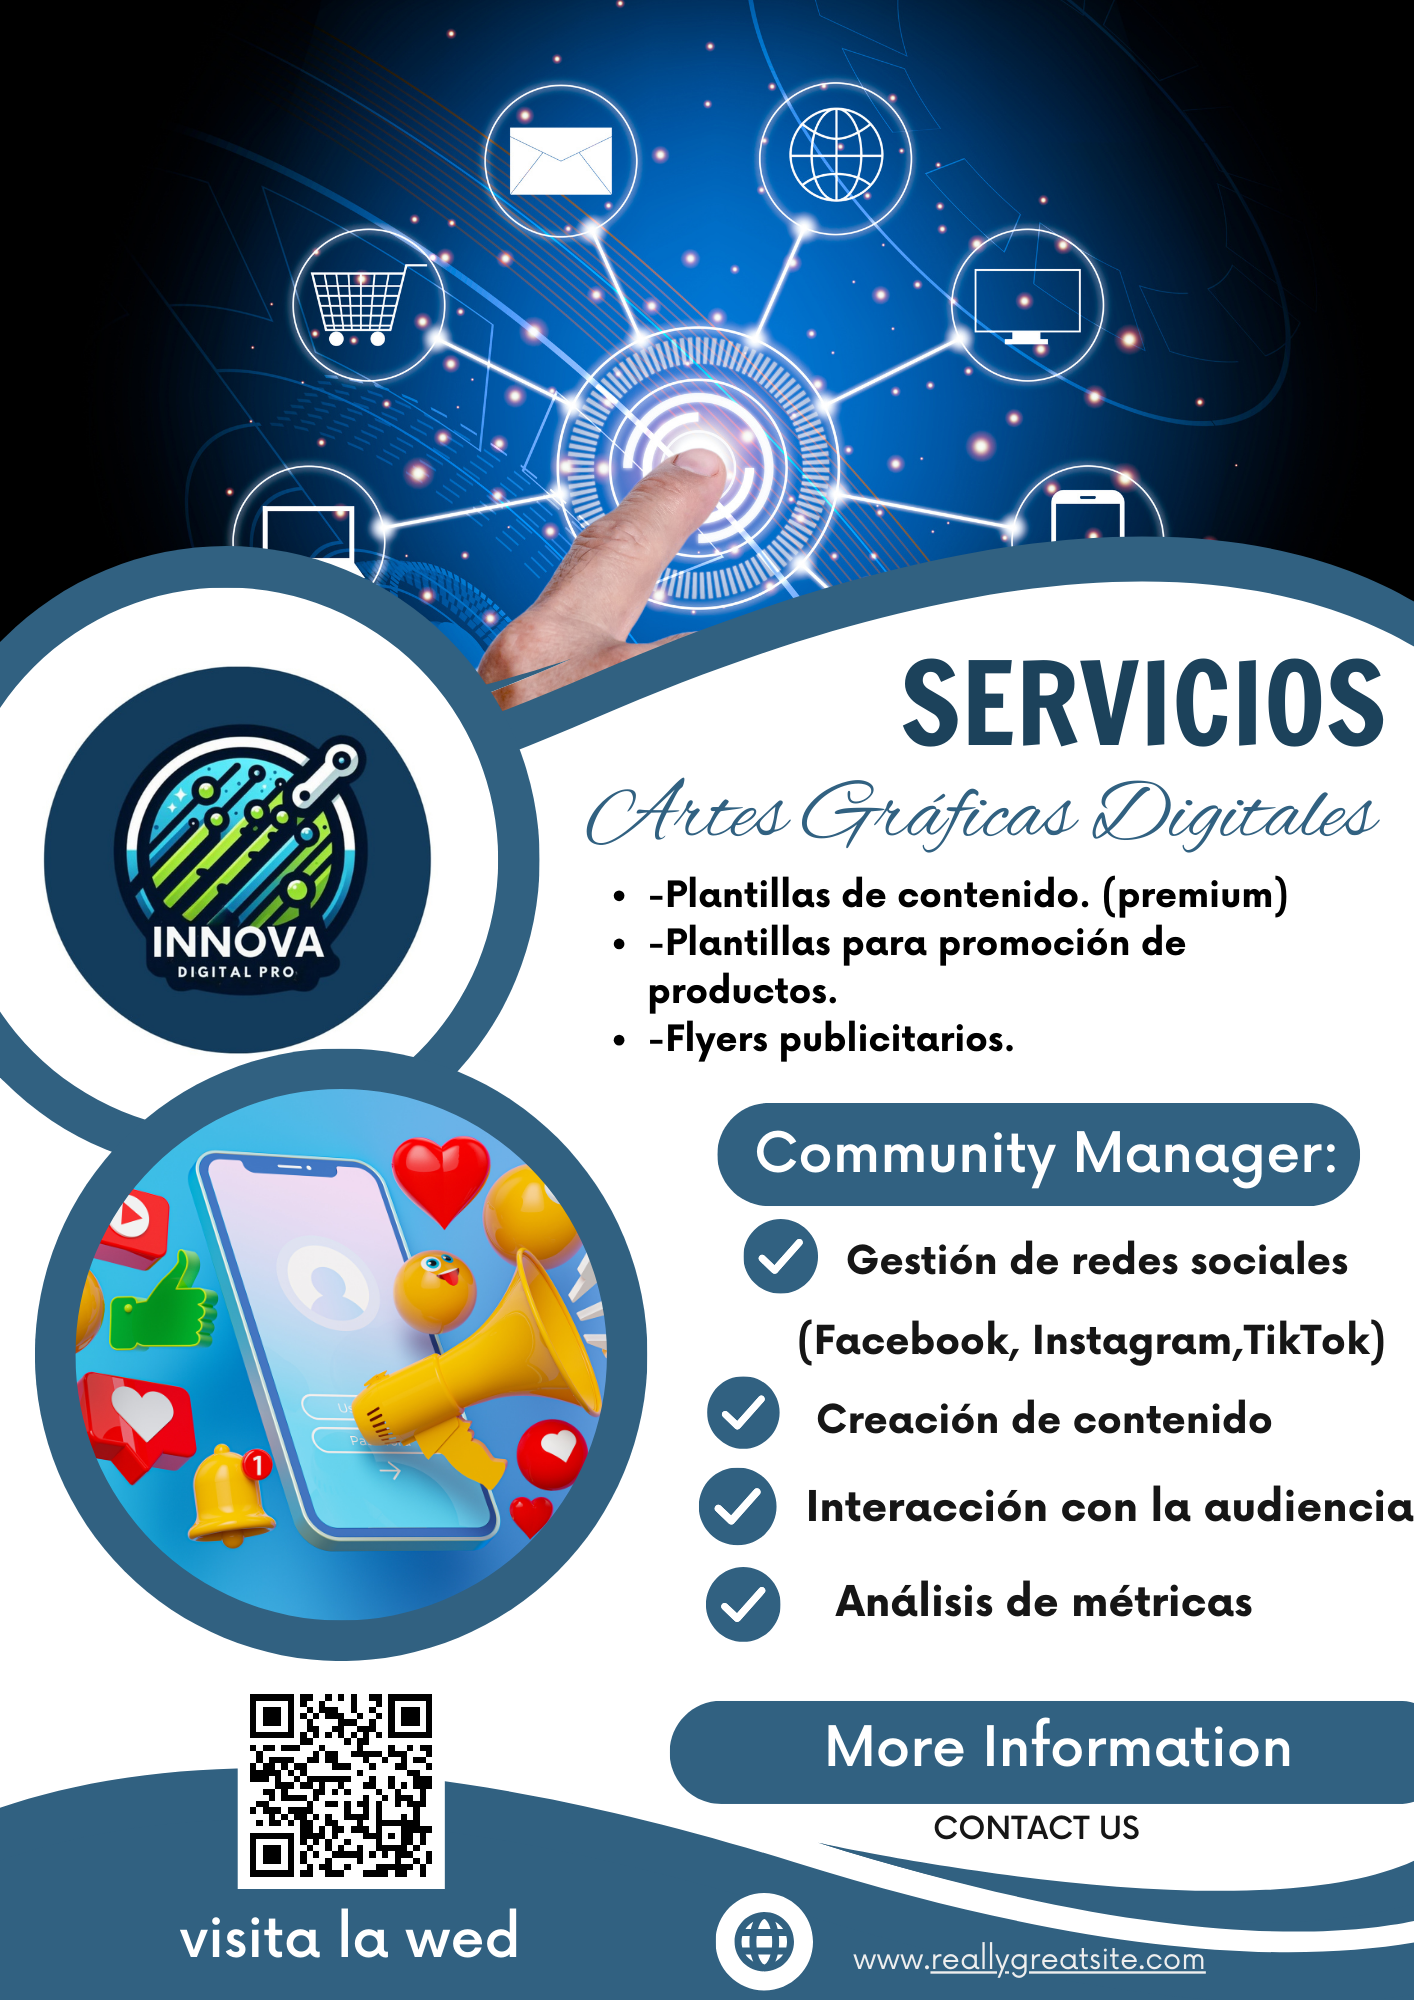 SERVICIOS
Artes Gráficas Digitales
• -Plantillas de contenido. (premium)
• -Plantillas para promoción de
productos.
• -Flyers publicitarios.
INNOVA
DIGITAL PRO
Community Manager:
Gestión de redes sociales
(Facebook, Instagram,TikTok)
Creación de contenido
Interacción con la audiencia
Análisis de métricas
1
More Information
CONTACT US
visita la wed
www.reallygreatsite.com